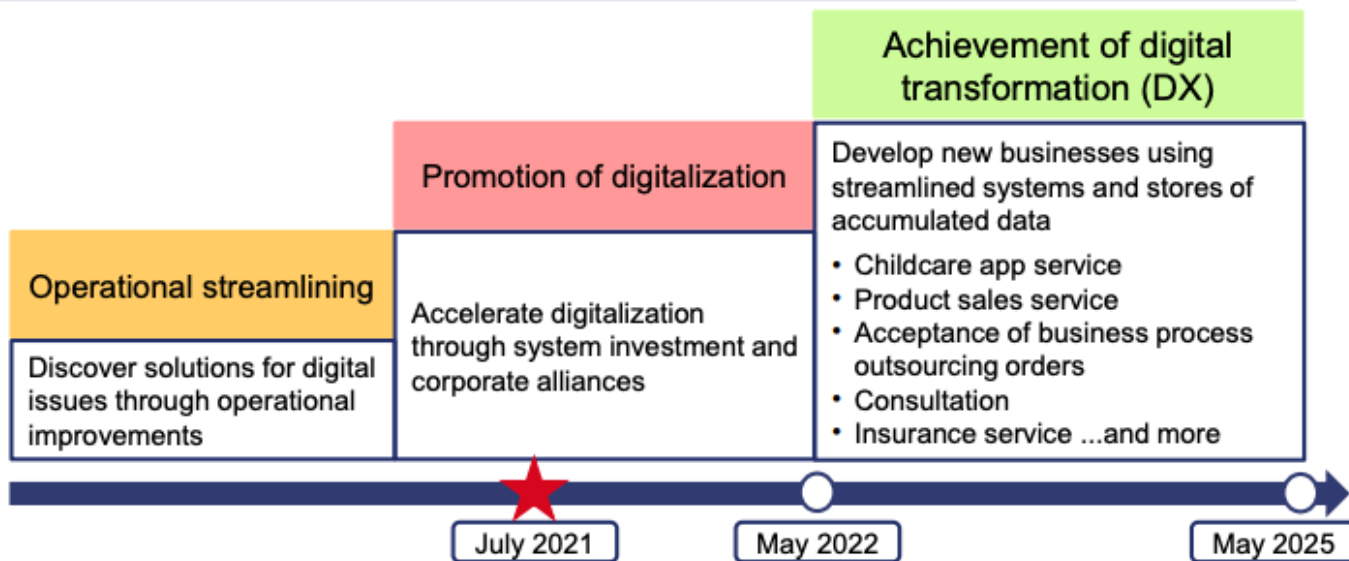 Operational streamlining
Discover solutions for digital
issues through operational
improvements
Promotion of digitalization
Accelerate digitalization
through system investment and
corporate alliances
Achievement of digital
transformation (DX)
Develop new businesses using
streamlined systems and stores of
accumulated data
• Childcare app service
• Product sales service
• Acceptance of business process
outsourcing orders
• Consultation
• Insurance service ...and more
July 2021
May 2022
May 2025